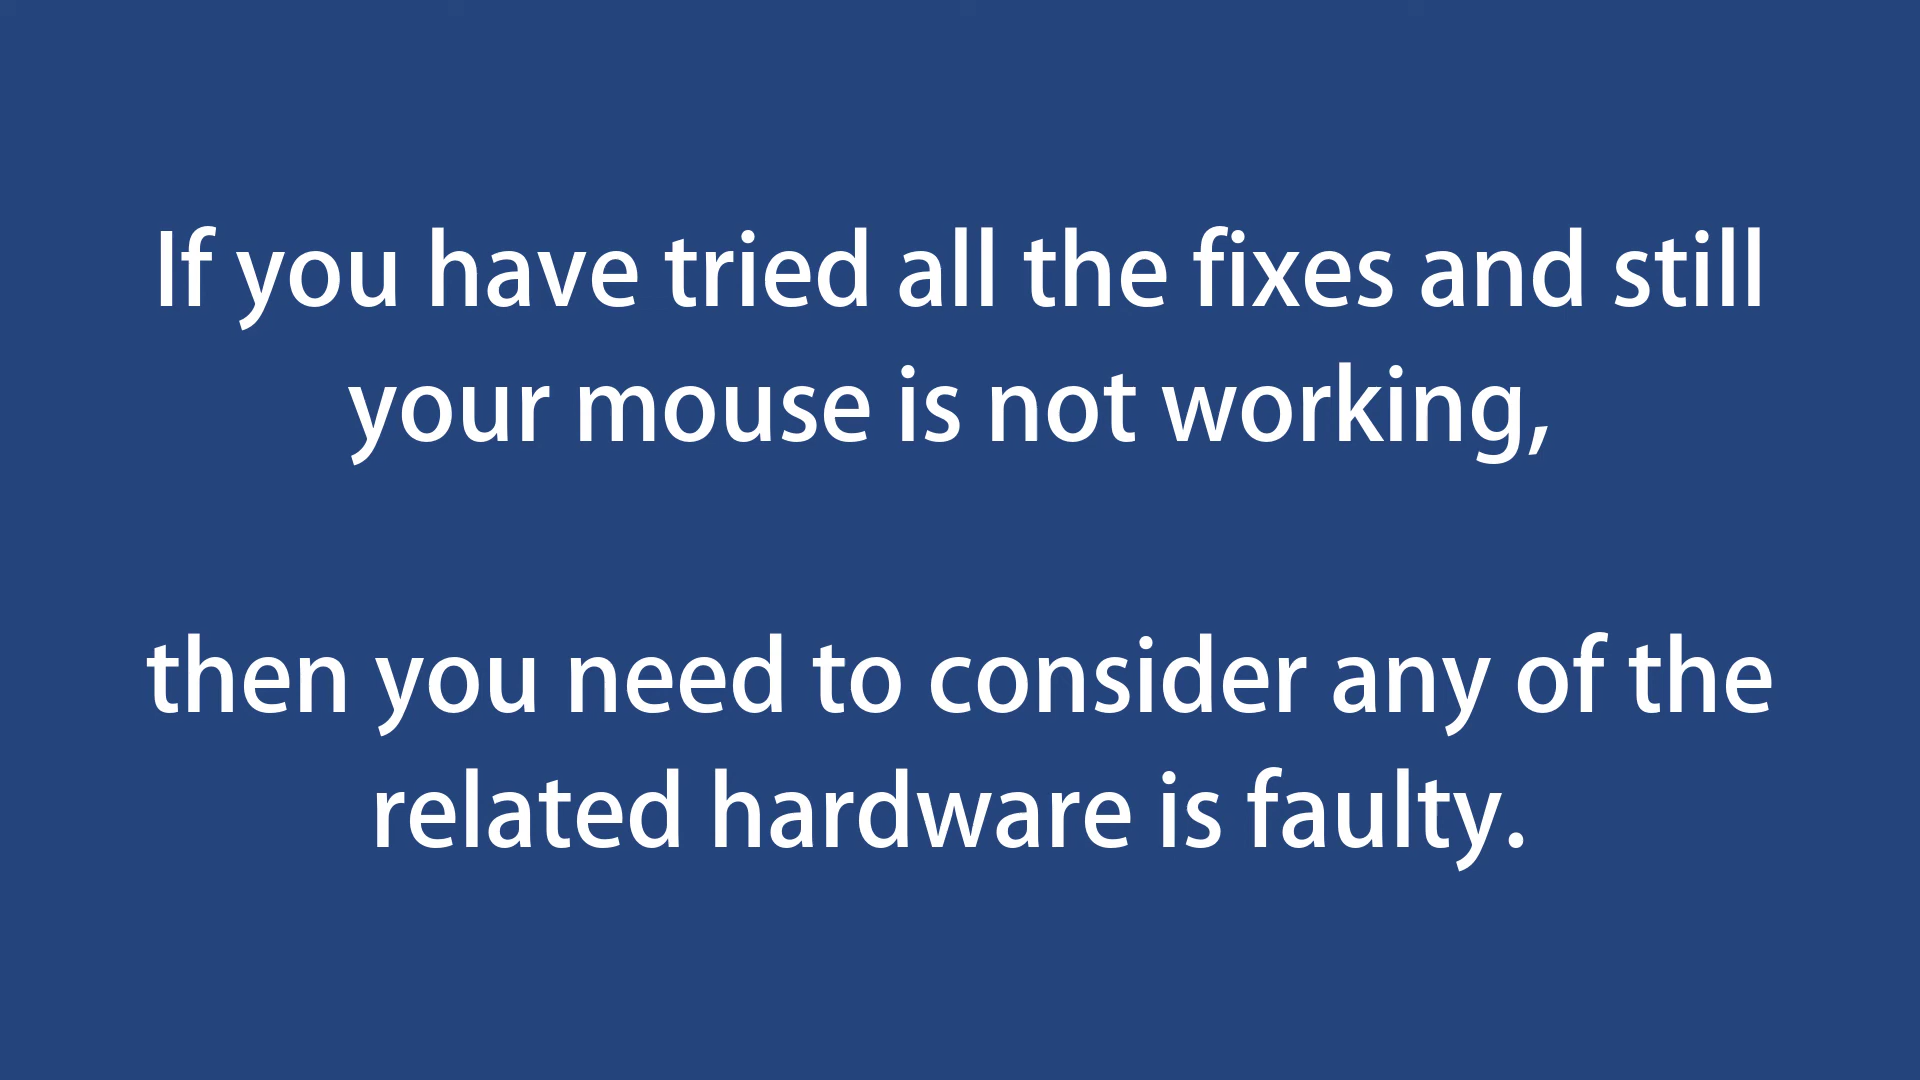 If you have tried all the fixes and still
your mouse is not working,
then you need to consider any of the
related hardware is faulty.